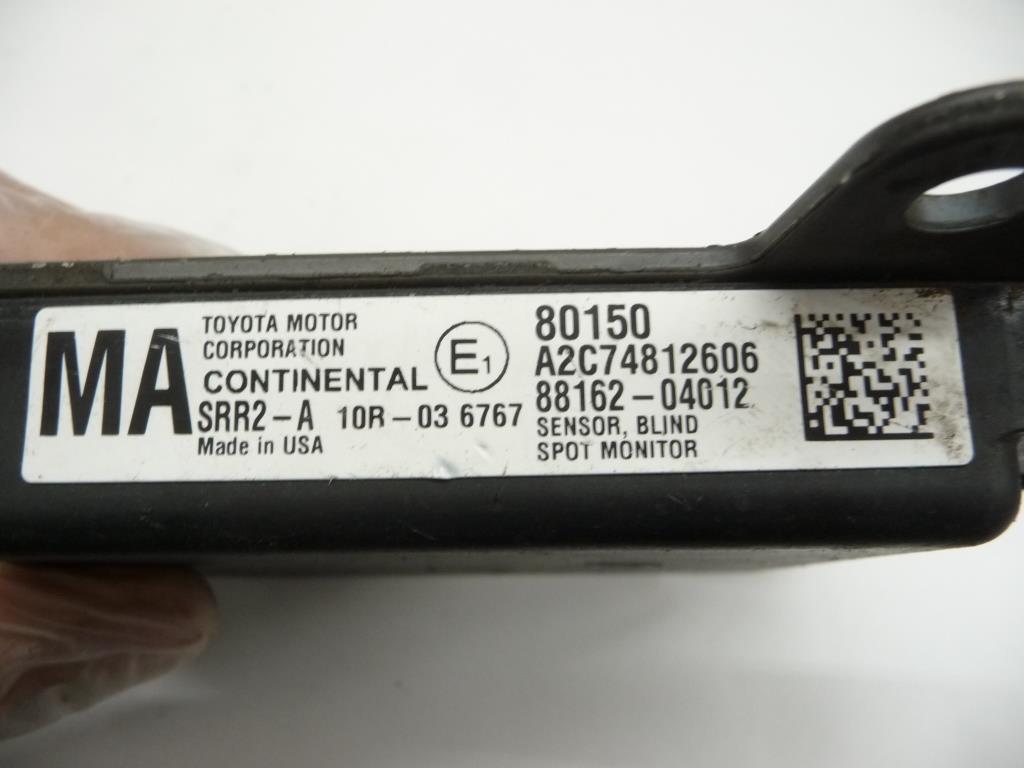 MA
TOYOTA MOTOR
CORPORATION
CONTINENTAL
SRR2-A 10R-03 6767
Made in USA
E1
80150
A2C74812606
88162-04012
SENSOR, BLIND
SPOT MONITOR